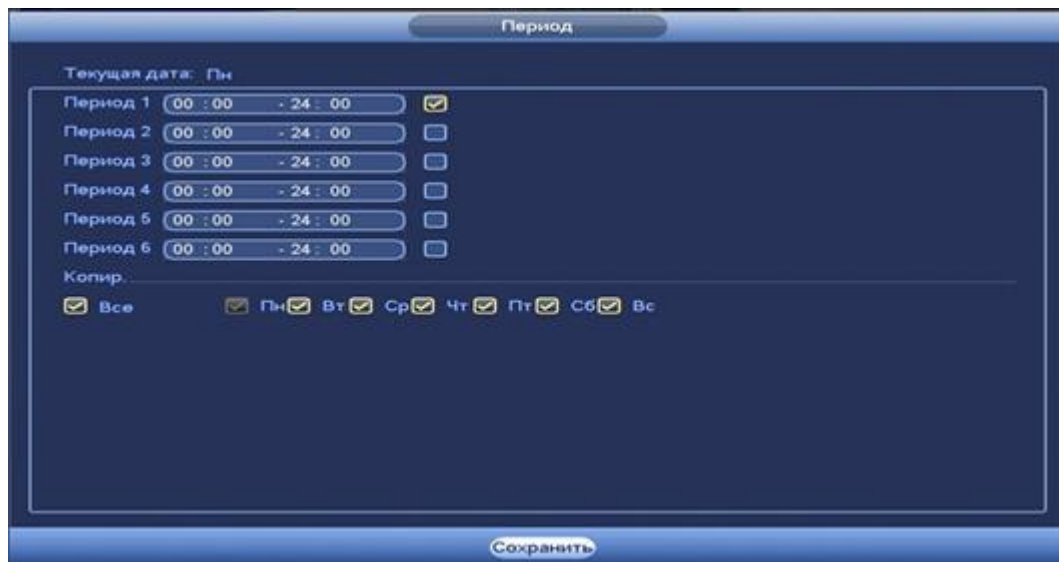 Период
Текущая дата: Пн
Период 1 00 : 00 - 24 : 00
Период 2 00 : 00 - 24 : 00
Период 3 00 : 00 - 24 : 00
Период 4 00 : 00 - 24 : 00
Период 5 00 : 00 - 24 : 00
Период 6 00 : 00 - 24 : 00
Копир.
Все Пн Вт Ср Чт Пт Сб Вс
Сохранить